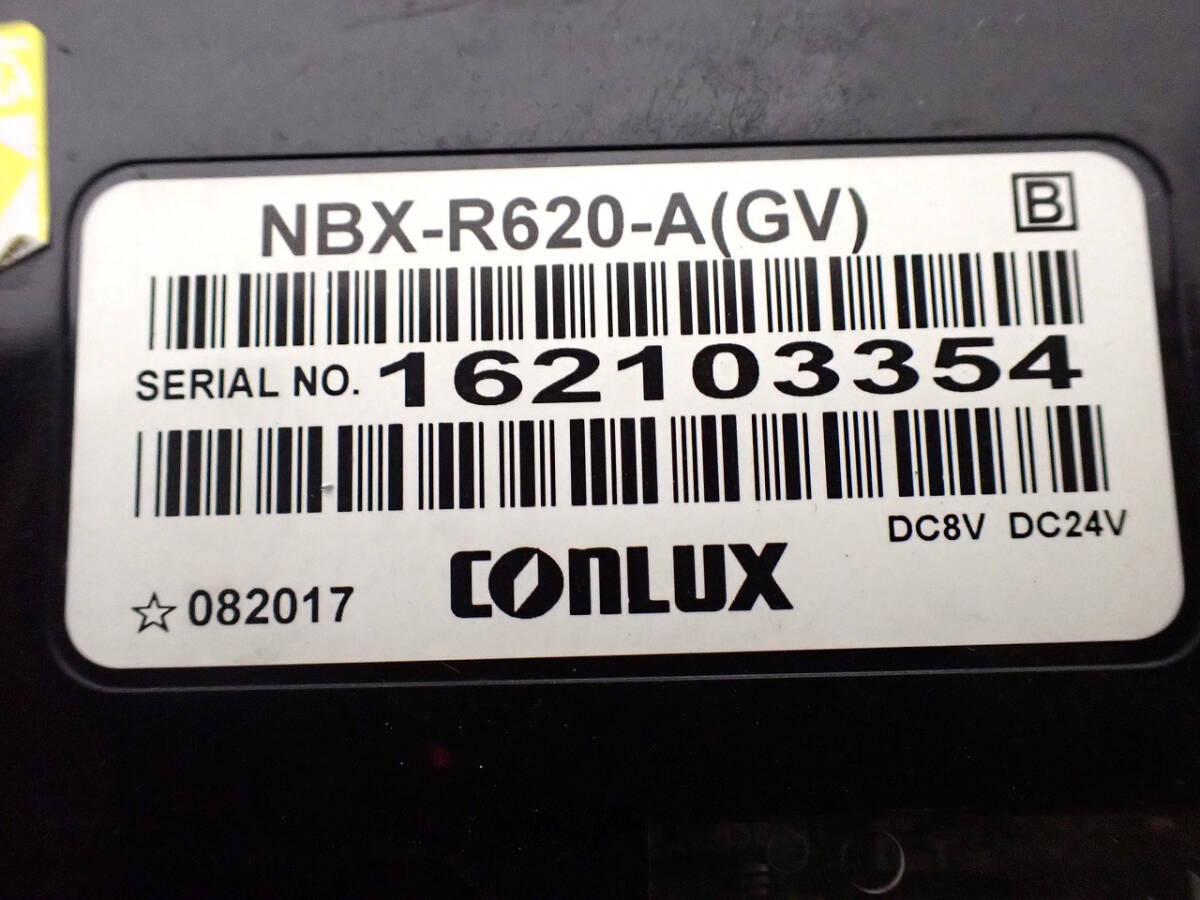 NBX-R620-A(GV)
B
SERIAL NO. 162103354
DC8V DC24V
☆082017
CONLUX